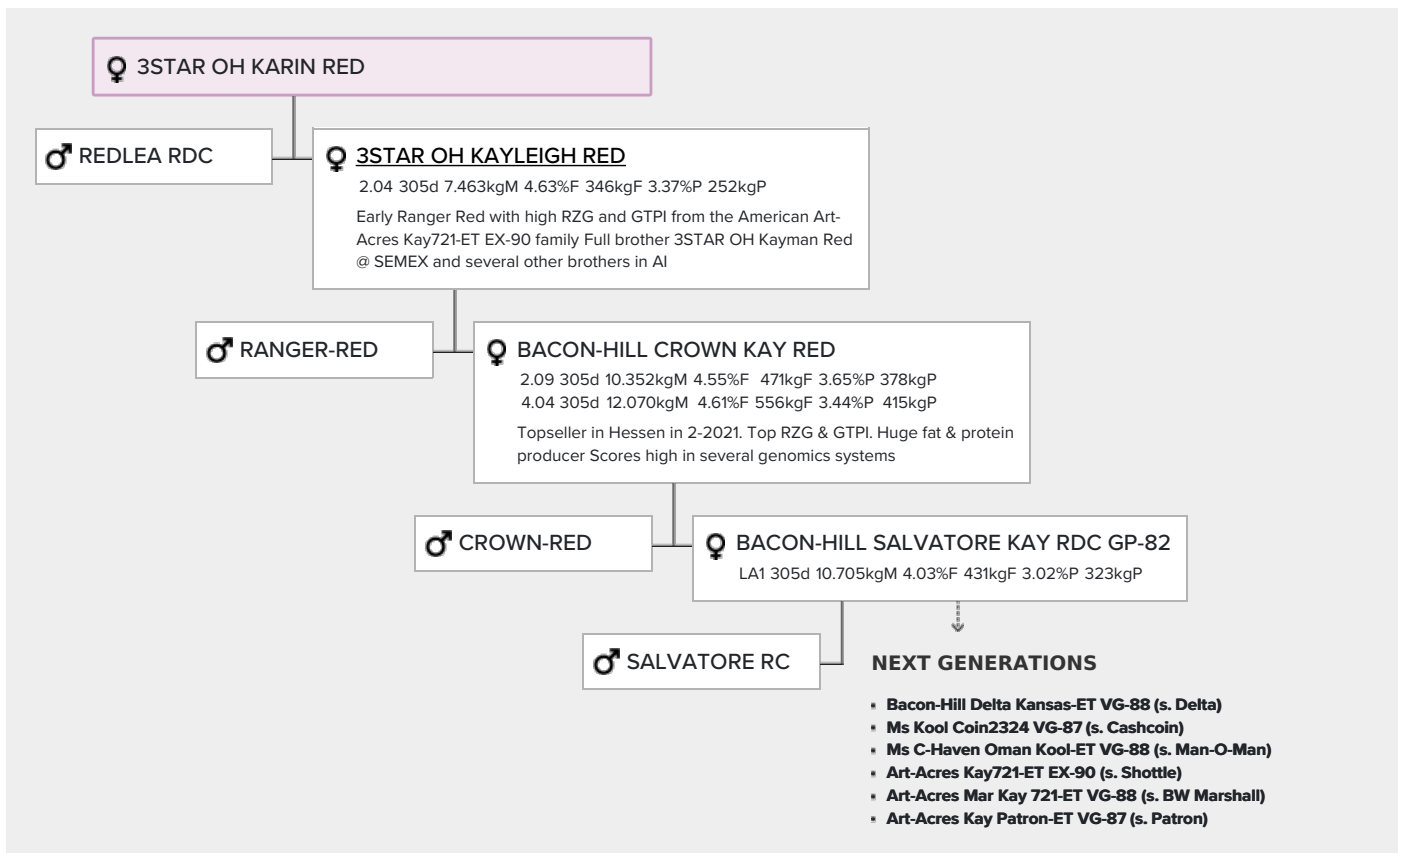 3STAR OH KARIN RED
REDLEA RDC
3STAR OH KAYLEIGH RED
2.04 305d 7.463kgM 4.63%F 346kgF 3.37%P 252kgP
Early Ranger Red with high RZG and GTPI from the American Art-
Acres Kay721-ET EX-90 family Full brother 3STAR OH Kayman Red
@ SEMEX and several other brothers in AI
RANGER-RED
BACON-HILL CROWN KAY RED
2.09 305d 10.352kgM 4.55%F 471kgF 3.65%P 378kgP
4.04 305d 12.070kgM 4.61%F 556kgF 3.44%P 415kgP
Topseller in Hessen in 2-2021. Top RZG & GTPI. Huge fat & protein
producer Scores high in several genomics systems
CROWN-RED
BACON-HILL SALVATORE KAY RDC GP-82
LA1 305d 10.705kgM 4.03%F 431kgF 3.02%P 323kgP
SALVATORE RC
NEXT GENERATIONS
Bacon-Hill Delta Kansas-ET VG-88 (s. Delta)
Ms Kool Coin2324 VG-87 (s. Cashcoin)
Ms C-Haven Oman Kool-ET VG-88 (s. Man-O-Man)
Art-Acres Kay721-ET EX-90 (s. Shottle)
Art-Acres Mar Kay 721-ET VG-88 (s. BW Marshall)
Art-Acres Kay Patron-ET VG-87 (s. Patron)